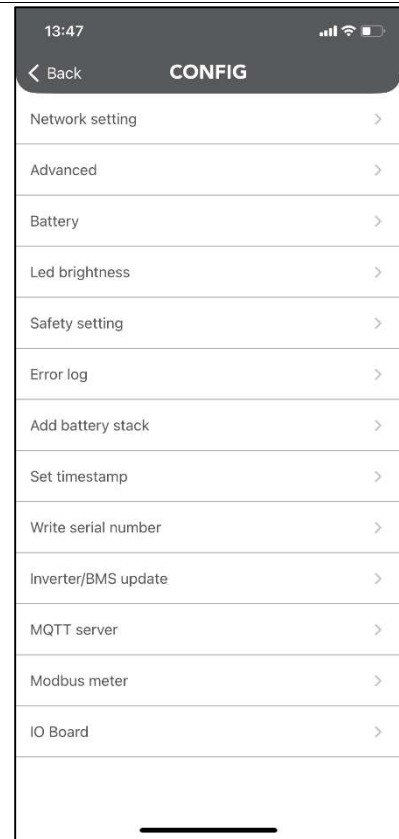 13:47
Back CONFIG
Network setting
Advanced
Battery
Led brightness
Safety setting
Error log
Add battery stack
Set timestamp
Write serial number
Inverter/BMS update
MQTT server
Modbus meter
IO Board